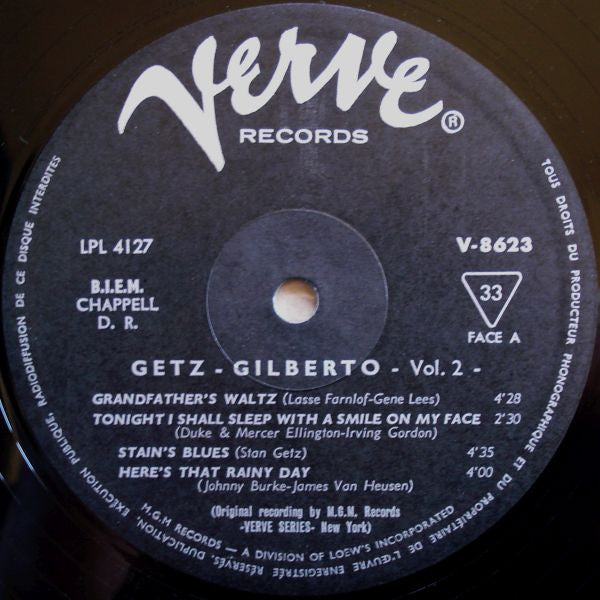 Verve®
RECORDS
LPL 4127
V-8623
B.I.E.M.
CHAPPELL
D. R.
33
FACE A
GETZ - GILBERTO - Vol. 2 -
GRANDFATHER'S WALTZ (Lasse Farnlof-Gene Lees) 4'28
TONIGHT I SHALL SLEEP WITH A SMILE ON MY FACE 2'30
(Duke & Mercer Ellington-Irving Gordon)
STAIN'S BLUES (Stan Getz) 4'35
HERE'S THAT RAINY DAY 4'00
(Johnny Burke-James Van Heusen)
(Original recording by M.G.M. Records
-VERVE SERIES- New York)
M.G.M RECORDS — A DIVISION OF LOEW'S INCORPORATED
TOUS DROITS DU PRODUCTEUR PHONOGRAPHIQUE ET DU PROPRIÉTAIRE DE L'ŒUVRE ENREGISTRÉE RÉSERVÉS. DUPLICATION, EXÉCUTION PUBLIQUE, RADIODIFFUSION DE CE DISQUE INTERDITES